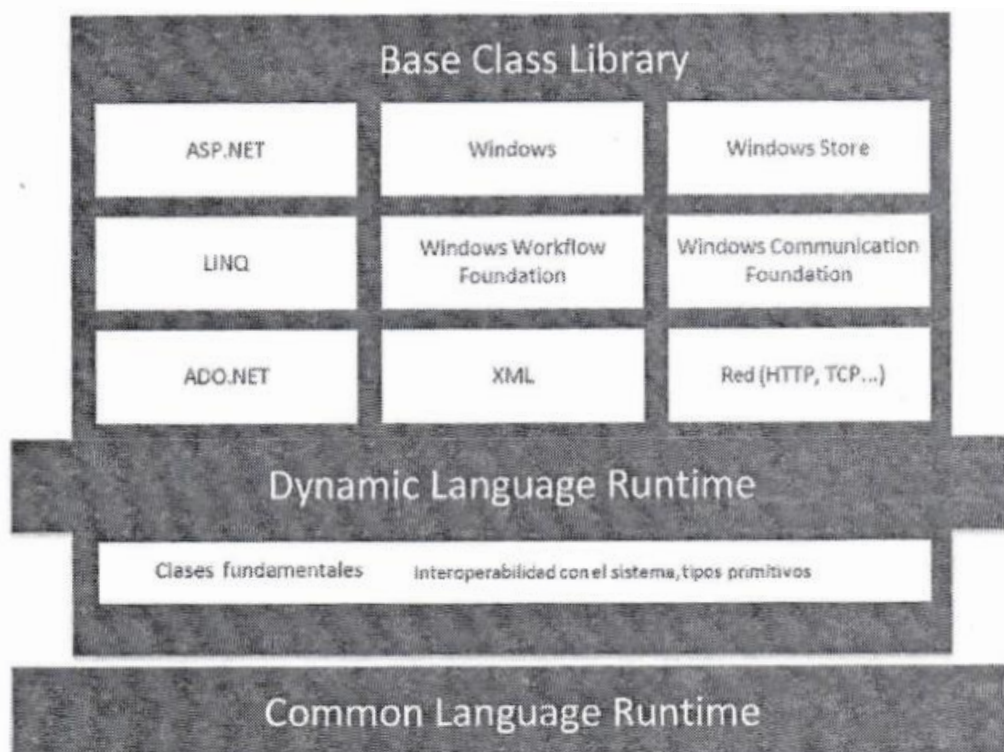 Base Class Library
ASP.NET
Windows
Windows Store
LINQ
Windows Workflow
Foundation
Windows Communication
Foundation
ADO.NET
XML
Red (HTTP, TCP...)
Dynamic Language Runtime
Clases fundamentales
Interoperabilidad con el sistema, tipos primitivos
Common Language Runtime